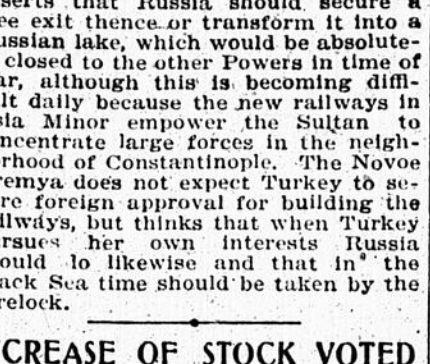 serts that Russia should secure a
ee exit thence or transform it into a
ussian lake, which would be absolute-
closed to the other Powers in time of
ar, although this is becoming diffi-
lt daily because the new railways in
sia Minor empower the Sultan to
ncentrate large forces in the neigh-
orhood of Constantinople. The Novoe
remya does not expect Turkey to se-
re foreign approval for building the
ilways, but thinks that when Turkey
rsues her own interests Russia
ould lo likewise and that in the
ack Sea time should be taken by the
relock.
CREASE OF STOCK VOTED